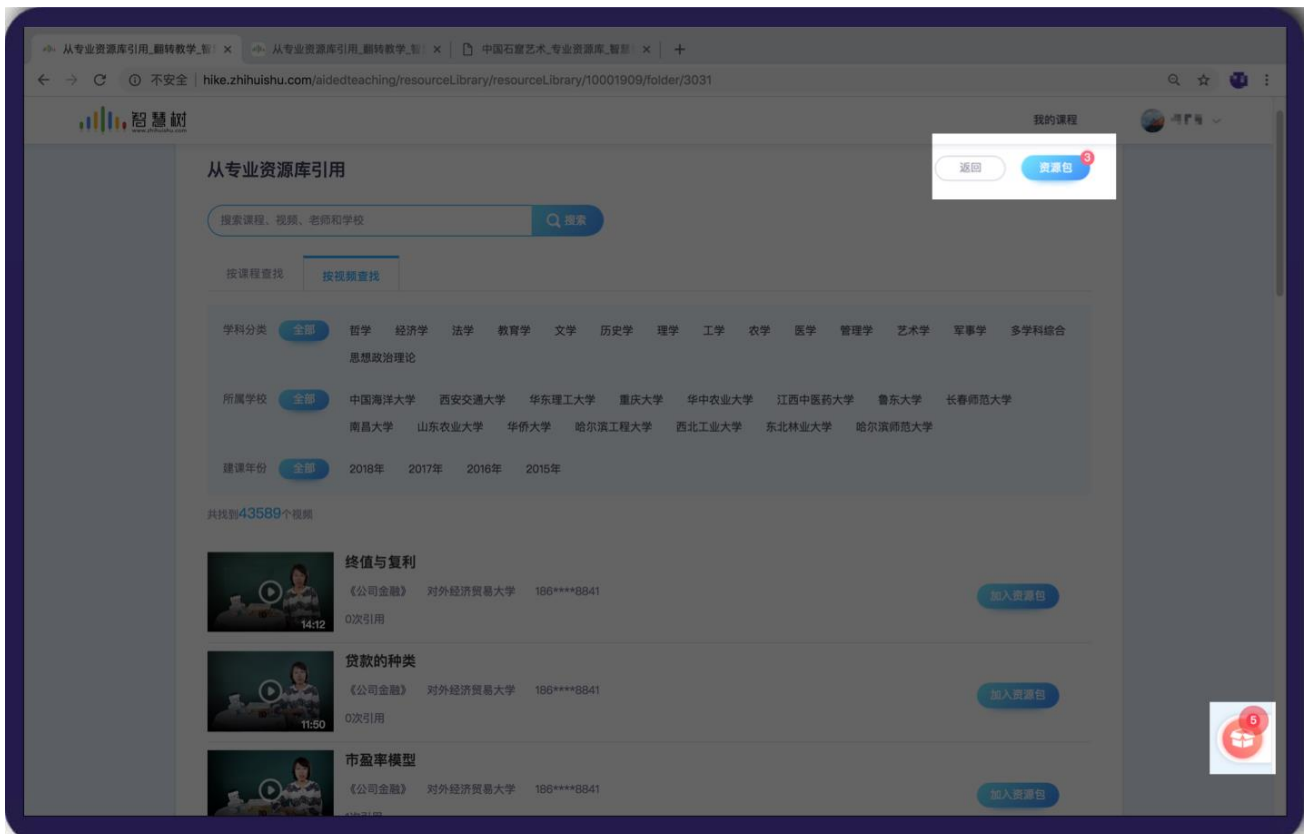 从专业资源库引用_翻转教学_智
从专业资源库引用_翻转教学_智
中国石窟艺术_专业资源库_智慧
不安全 | hike.zhihuishu.com/aidedteaching/resourceLibrary/resourceLibrary/10001909/folder/3031
智慧树
www.zhihuishu.com
我的课程
从专业资源库引用
返回
资源包
3
搜索课程、视频、老师和学校
搜索
按课程查找 按视频查找
学科分类 全部 哲学 经济学 法学 教育学 文学 历史学 理学 工学 农学 医学 管理学 艺术学 军事学 多学科综合
思想政治理论
所属学校 全部 中国海洋大学 西安交通大学 华东理工大学 重庆大学 华中农业大学 江西中医药大学 鲁东大学 长春师范大学
南昌大学 山东农业大学 华侨大学 哈尔滨工程大学 西北工业大学 东北林业大学 哈尔滨师范大学
建课年份 全部 2018年 2017年 2016年 2015年
共找到43589个视频
终值与复利
《公司金融》 对外经济贸易大学 186****8841
加入资源包
14:12
0次引用
贷款的种类
《公司金融》 对外经济贸易大学 186****8841
加入资源包
11:50
0次引用
5
市盈率模型
《公司金融》 对外经济贸易大学 186****8841
加入资源包